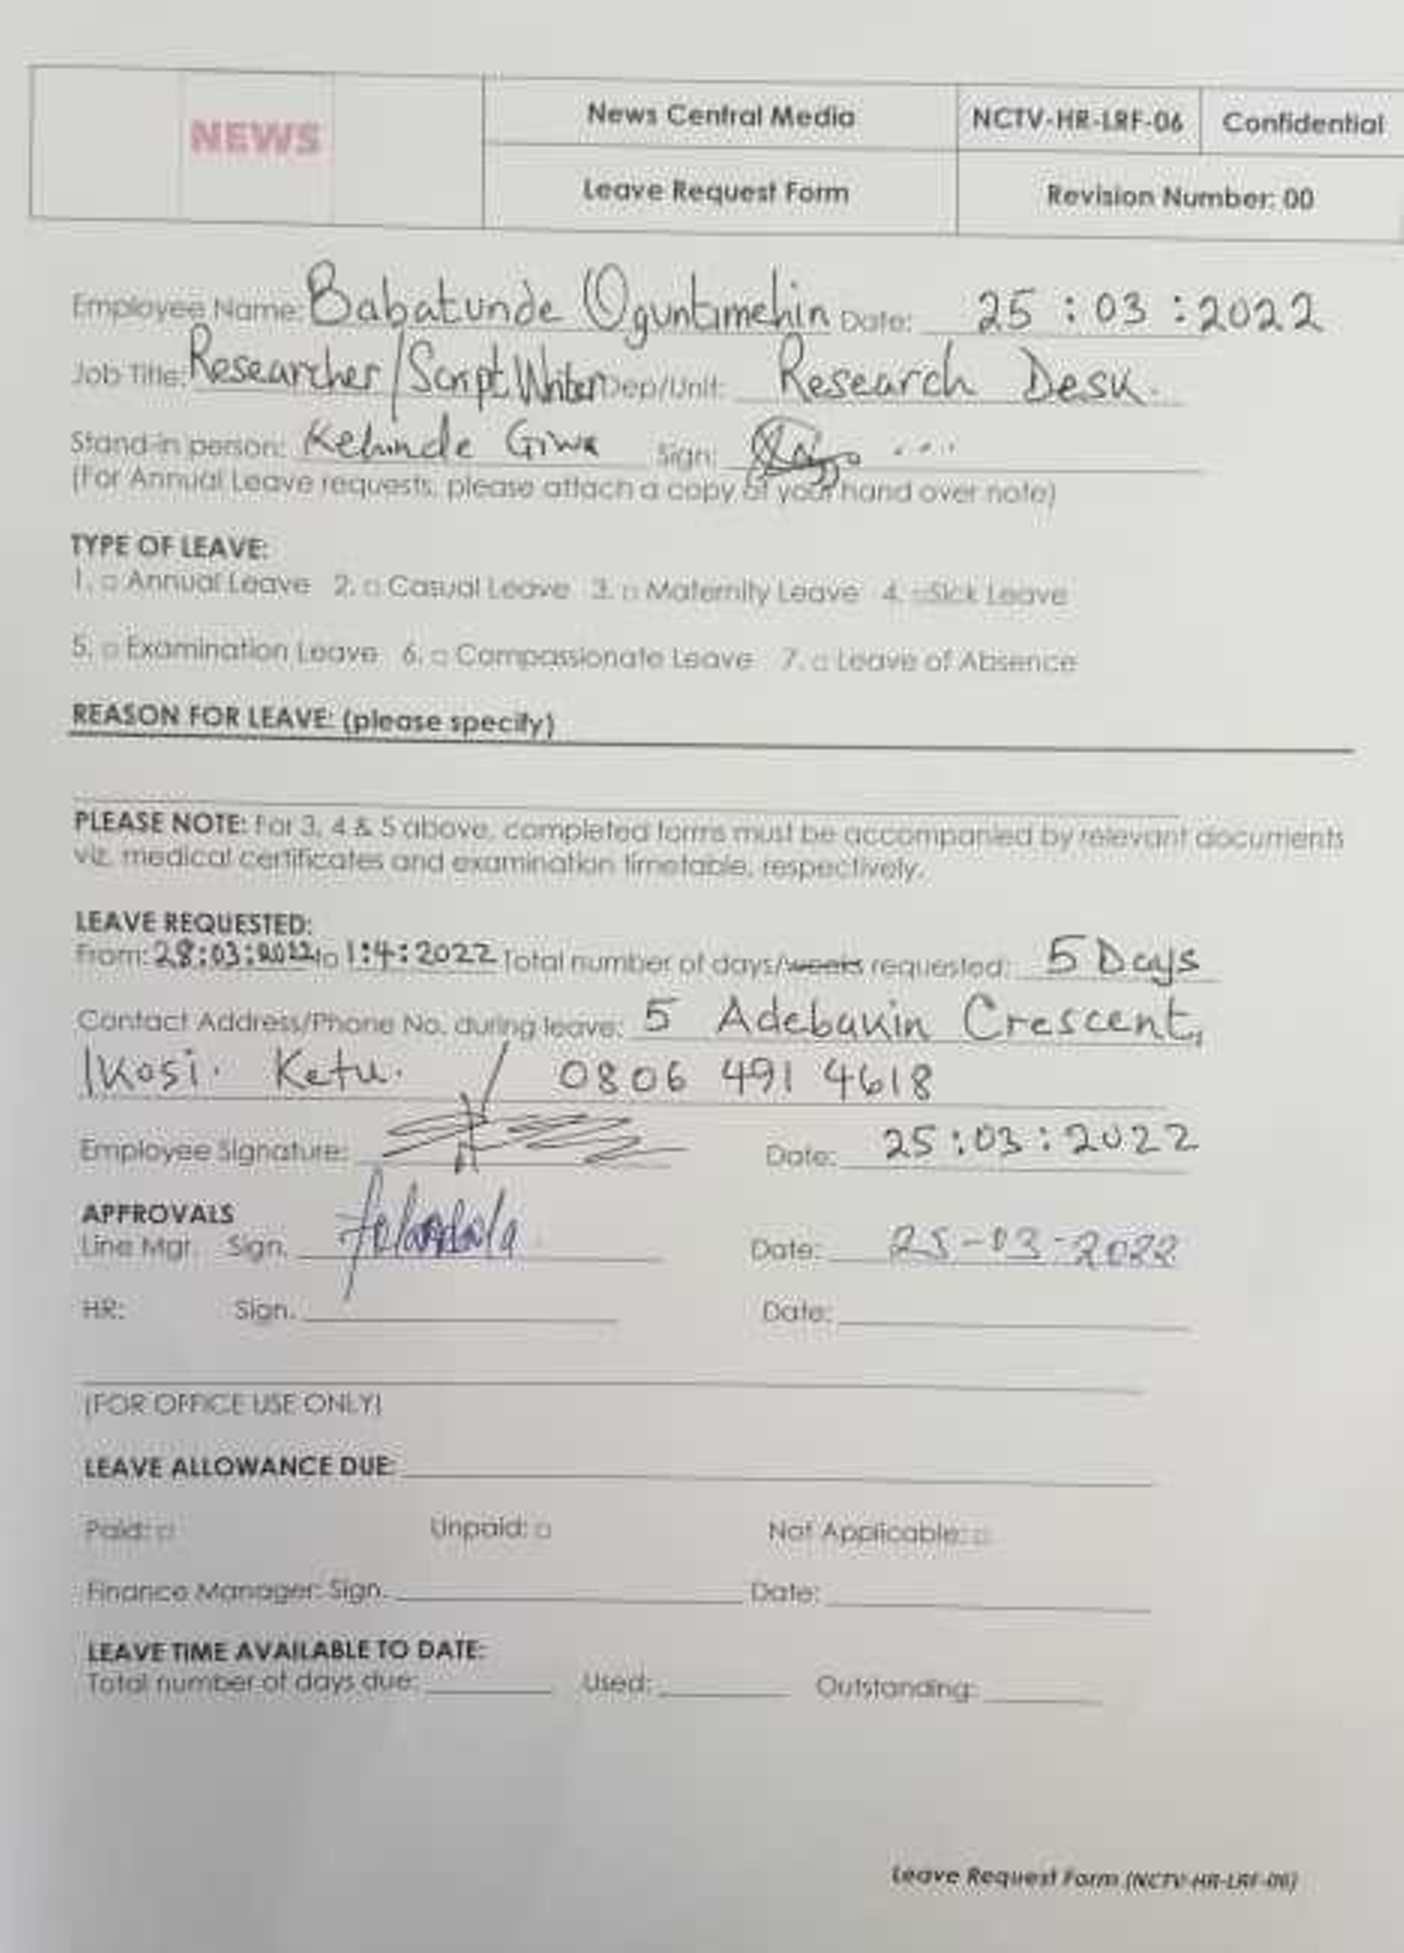 NEWS
News Central Media
NCTV-HR-LRF-06
Confidential
Leave Request Form
Revision Number: 00
Employee Name: Babatunde Oguntimehin Date: 25 : 03 : 2022
Job Title: Researcher/Script Writer Dep/Unit: Research Desk.
Stand-in person: Kehinde Giwa Sign:
(For Annual Leave requests, please attach a copy of your hand over note)
TYPE OF LEAVE:
1. □ Annual Leave 2. □ Casual Leave 3. □ Maternity Leave 4. □ Sick Leave
5. □ Examination Leave 6. □ Compassionate Leave 7. □ Leave of Absence
REASON FOR LEAVE: (please specify)
PLEASE NOTE: For 3, 4 & 5 above, completed forms must be accompanied by relevant documents
viz. medical certificates and examination timetable, respectively.
LEAVE REQUESTED:
From: 28:03:2022 to 1:4:2022 Total number of days/weeks requested: 5 Days
Contact Address/Phone No. during leave: 5 Adebakin Crescent,
Ikosi. Ketu. / 0806 491 4618
Employee Signature: Date: 25:03:2022
APPROVALS
Line Mgr. Sign. Date: 25-03-2022
HR: Sign. Date:
(FOR OFFICE USE ONLY)
LEAVE ALLOWANCE DUE:
Paid: □ Unpaid: □ Not Applicable: □
Finance Manager: Sign. Date:
LEAVE TIME AVAILABLE TO DATE:
Total number of days due: Used: Outstanding:
Leave Request Form (NCTV-HR-LRF-06)